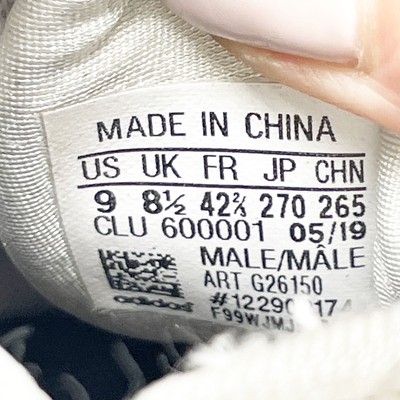 MADE IN CHINA
US UK FR JP CHN
9 8½ 42⅔ 270 265
CLU 600001 05/19
MALE/MÂLE
ART G26150
adidas